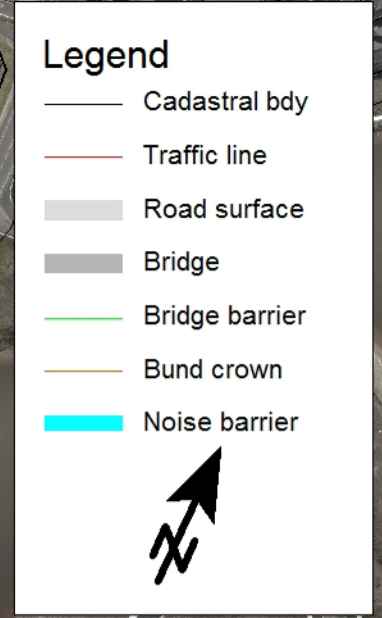 Legend
Cadastral bdy
Traffic line
Road surface
Bridge
Bridge barrier
Bund crown
Noise barrier
N